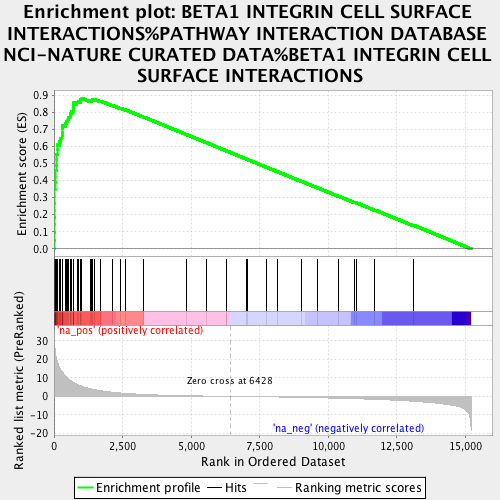 Enrichment plot: BETA1 INTEGRIN CELL SURFACE
INTERACTIONS%PATHWAY INTERACTION DATABASE
NCI-NATURE CURATED DATA%BETA1 INTEGRIN CELL
SURFACE INTERACTIONS
Enrichment score (ES)
0.9
0.8
0.7
0.6
0.5
0.4
0.3
0.2
0.1
0.0
'na_pos' (positively correlated)
Ranked list metric (PreRanked)
30
20
10
0
-10
-20
Zero cross at 6428
'na_neg' (negatively correlated)
0 2,500 5,000 7,500 10,000 12,500 15,000
Rank in Ordered Dataset
Enrichment profile Hits Ranking metric scores